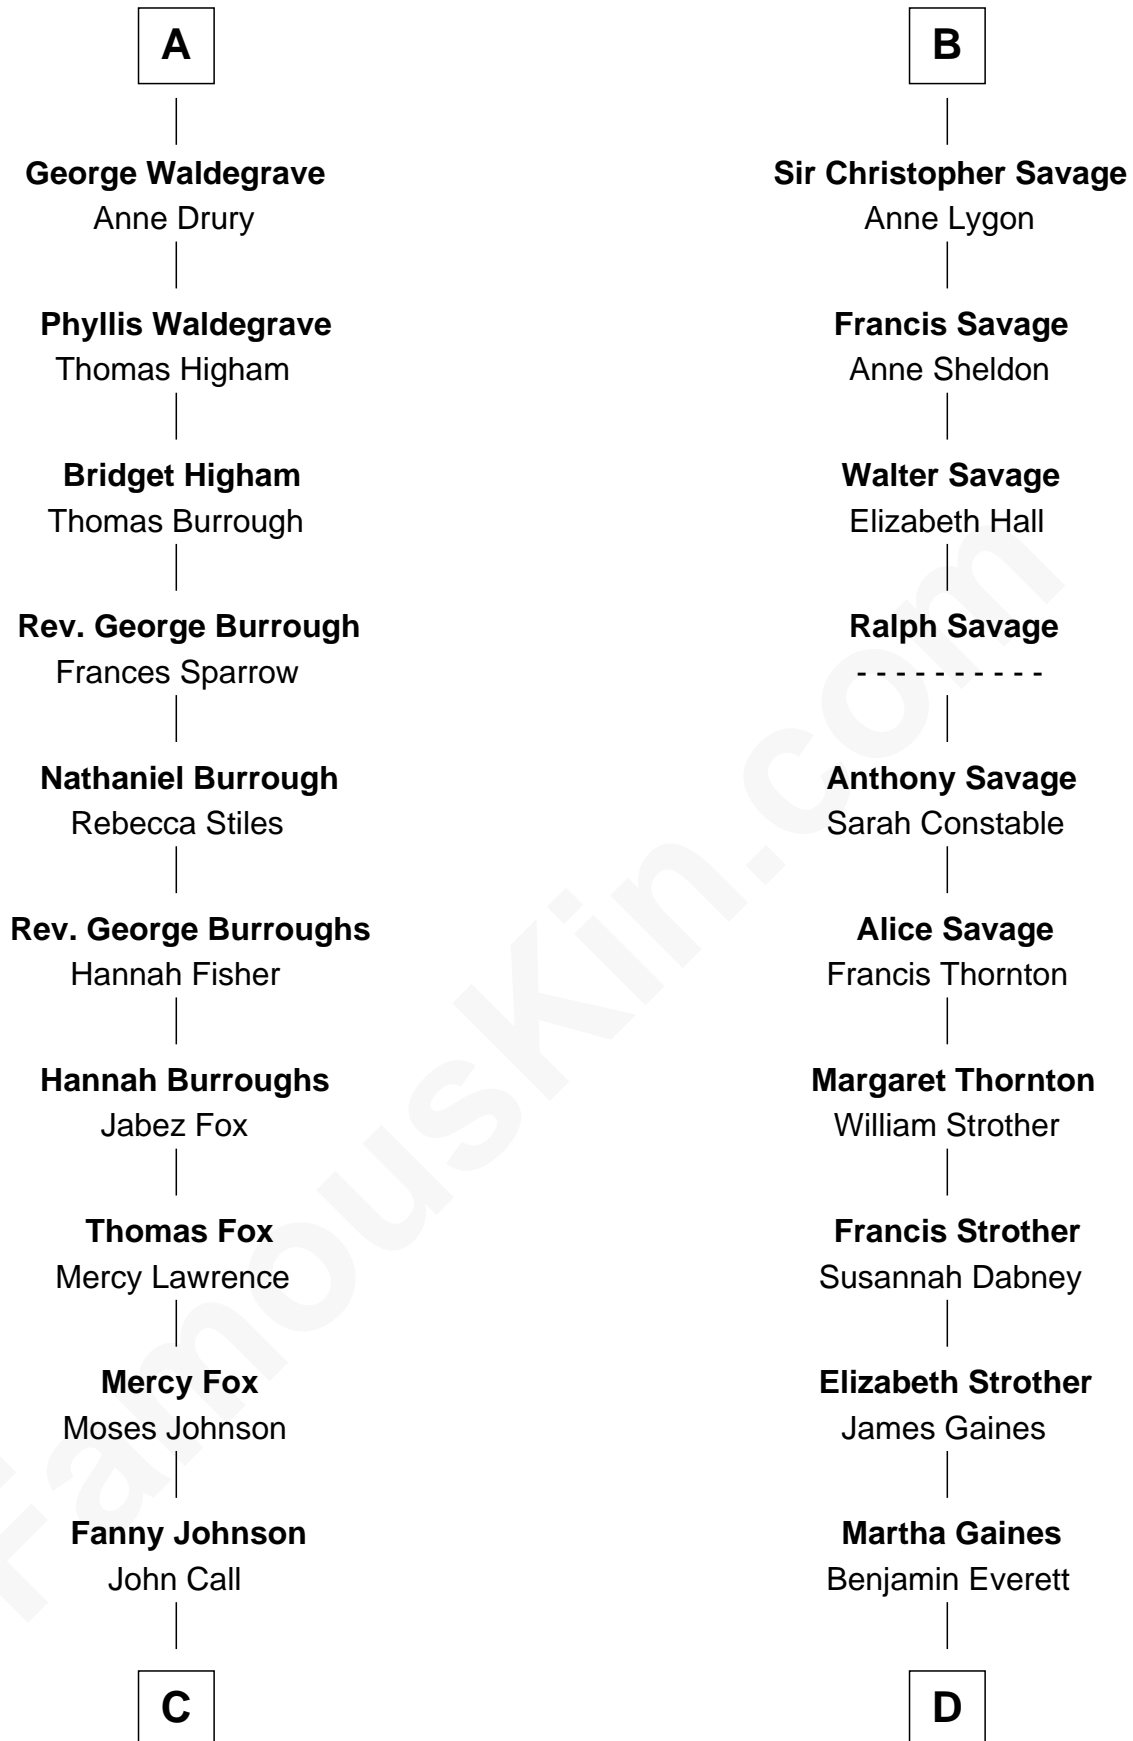 A
George Waldegrave
Anne Drury
Phyllis Waldegrave
Thomas Higham
Bridget Higham
Thomas Burrough
Rev. George Burrough
Frances Sparrow
Nathaniel Burrough
Rebecca Stiles
Rev. George Burroughs
Hannah Fisher
Hannah Burroughs
Jabez Fox
Thomas Fox
Mercy Lawrence
Mercy Fox
Moses Johnson
Fanny Johnson
John Call
C
B
Sir Christopher Savage
Anne Lygon
Francis Savage
Anne Sheldon
Walter Savage
Elizabeth Hall
Ralph Savage
- - - - - - - - - -
Anthony Savage
Sarah Constable
Alice Savage
Francis Thornton
Margaret Thornton
William Strother
Francis Strother
Susannah Dabney
Elizabeth Strother
James Gaines
Martha Gaines
Benjamin Everett
D
FamousKin.com